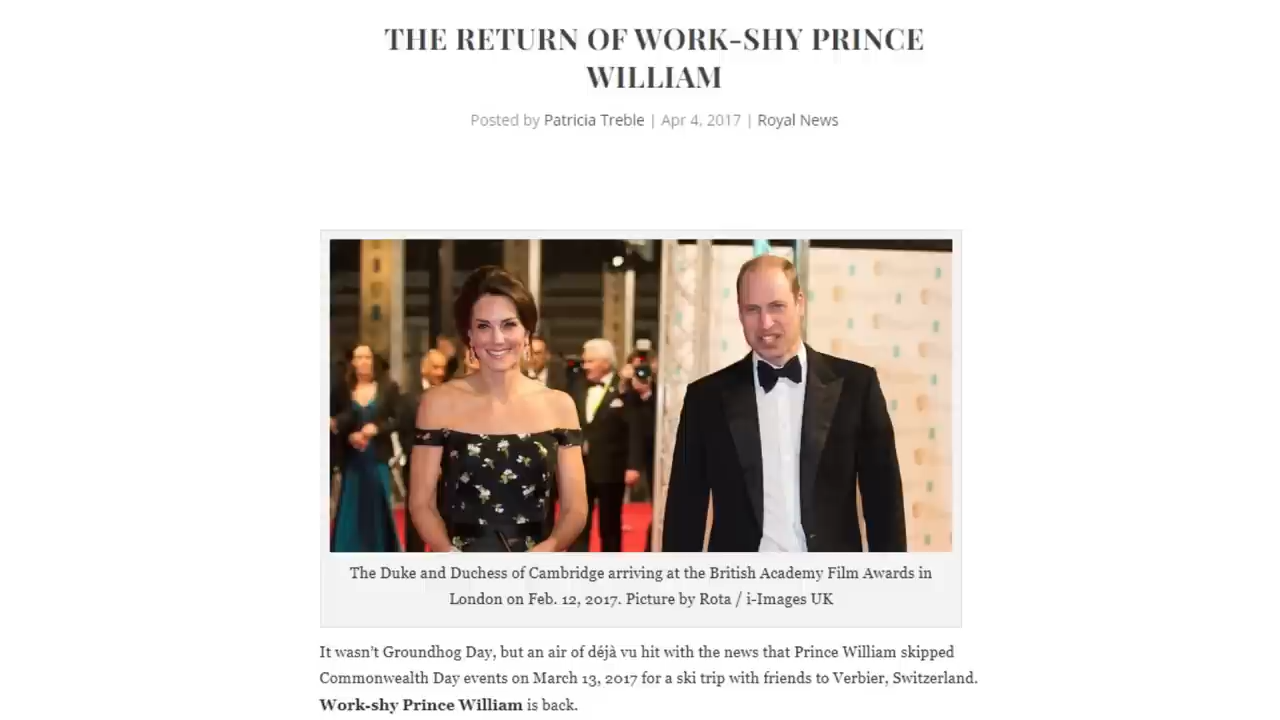 THE RETURN OF WORK-SHY PRINCE
WILLIAM
Posted by Patricia Treble | Apr 4, 2017 | Royal News
The Duke and Duchess of Cambridge arriving at the British Academy Film Awards in
London on Feb. 12, 2017. Picture by Rota / i-Images UK
It wasn't Groundhog Day, but an air of déjà vu hit with the news that Prince William skipped
Commonwealth Day events on March 13, 2017 for a ski trip with friends to Verbier, Switzerland.
Work-shy Prince William is back.